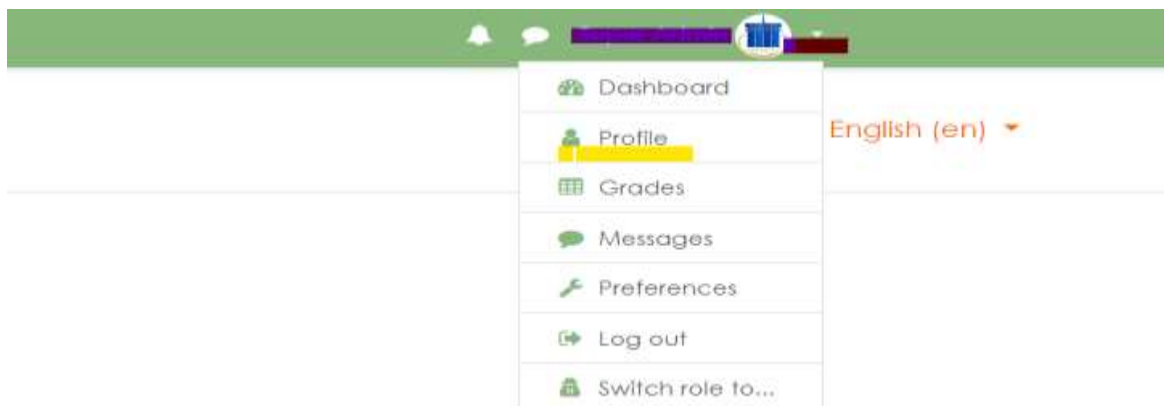 Dashboard
Profile
English (en)
Grades
Messages
Preferences
Log out
Switch role to...